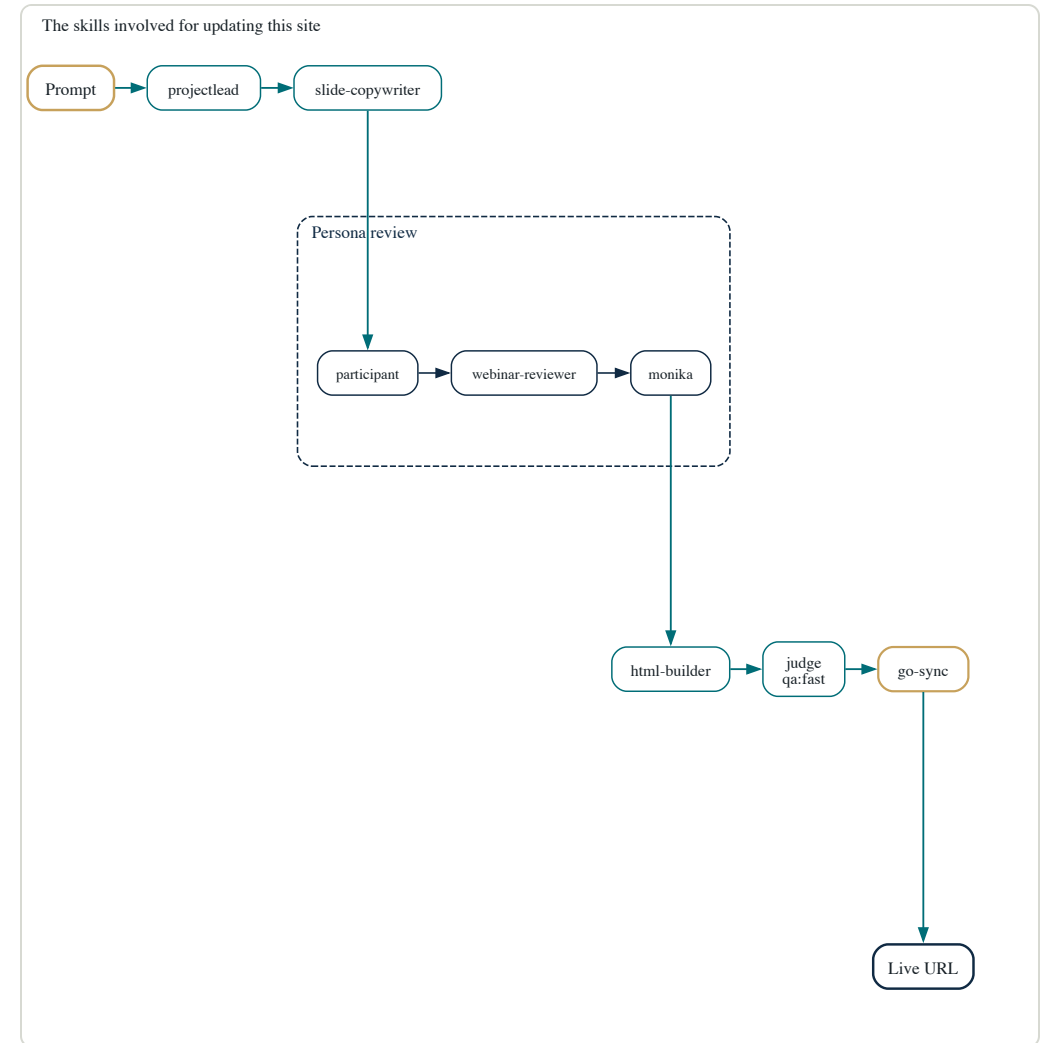 The skills involved for updating this site
Prompt
projectlead
slide-copywriter
Persona review
participant
webinar-reviewer
monika
html-builder
judge
qa:fast
go-sync
Live URL